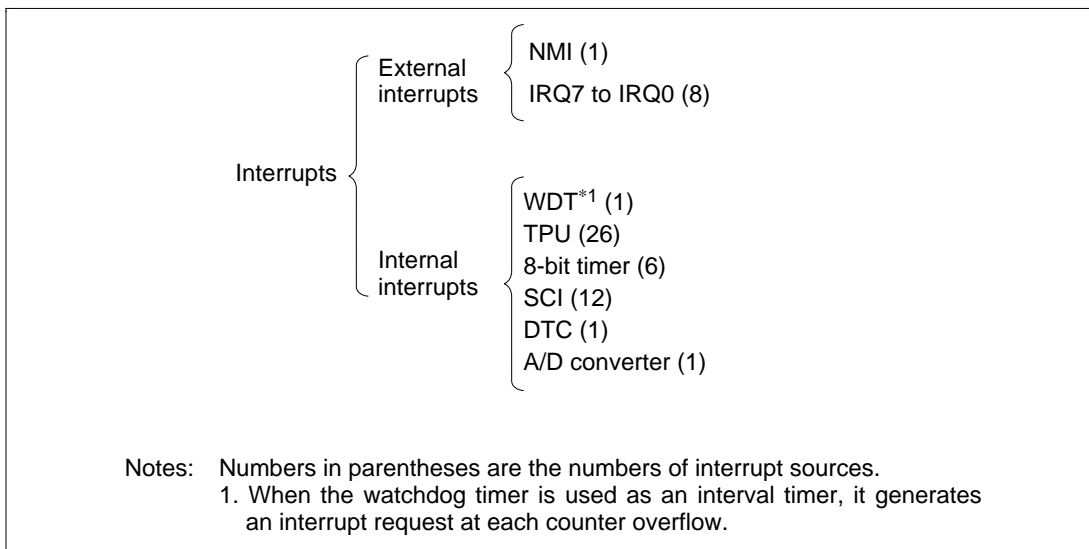 External
interrupts
NMI (1)
IRQ7 to IRQ0 (8)
Interrupts
Internal
interrupts
WDT*1 (1)
TPU (26)
8-bit timer (6)
SCI (12)
DTC (1)
A/D converter (1)
Notes: Numbers in parentheses are the numbers of interrupt sources.
1. When the watchdog timer is used as an interval timer, it generates
an interrupt request at each counter overflow.